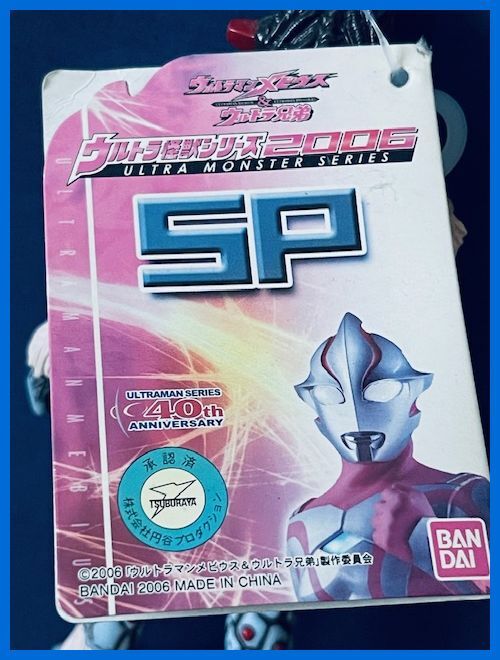 ウルトラマンメビウス
&
ウルトラ兄弟
ウルトラ怪獣シリーズ2006
ULTRA MONSTER SERIES
SP
ULTRAMAN SERIES
40th
ANNIVERSARY
承認済
TSUBURAYA
株式会社円谷プロダクション
BAN
DAI
©2006「ウルトラマンメビウス&ウルトラ兄弟」製作委員会
BANDAI 2006 MADE IN CHINA
ULTRAMAN MEBIUS